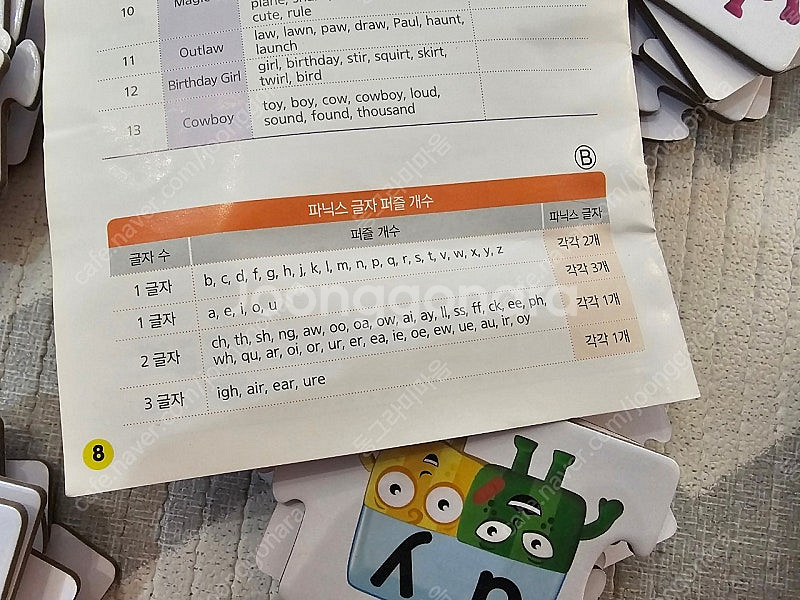 10
Magic
cute, rule
law, lawn, paw, draw, Paul, haunt,
11
Outlaw
launch
12
Birthday Girl
girl, birthday, stir, squirt, skirt,
twirl, bird
13
Cowboy
toy, boy, cow, cowboy, loud,
sound, found, thousand
B
파닉스 글자 퍼즐 개수
글자 수
퍼즐 개수
파닉스 글자
1 글자
b, c, d, f, g, h, j, k, l, m, n, p, q, r, s, t, v, w, x, y, z
각각 2개
1 글자
a, e, i, o, u
각각 3개
2 글자
ch, th, sh, ng, aw, oo, oa, ow, ai, ay, ll, ss, ff, ck, ee, ph,
wh, qu, ar, oi, or, ur, er, ea, ie, oe, ew, ue, au, ir, oy
각각 1개
3 글자
igh, air, ear, ure
각각 1개
8
joonggonara